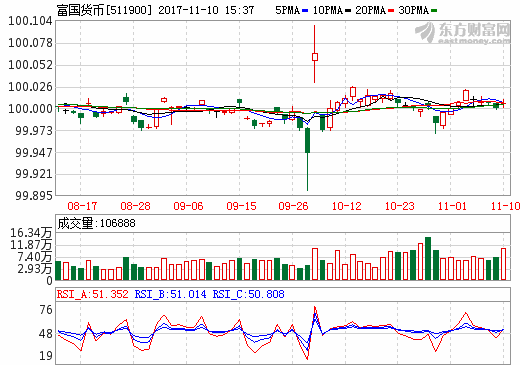 富国货币[511900] 2017-11-10 15:37 5PMA 10PMA 20PMA 30PMA
东方财富网
eastmoney.com
100.104
100.078
100.052
100.026
100.000
99.973
99.947
99.921
99.895
08-17 08-28 09-06 09-15 09-26 10-12 10-23 11-01 11-10
成交量:106888
16.34万
11.87万
7.40万
2.93万
RSI_A:51.352 RSI_B:51.014 RSI_C:50.808
76
48
19